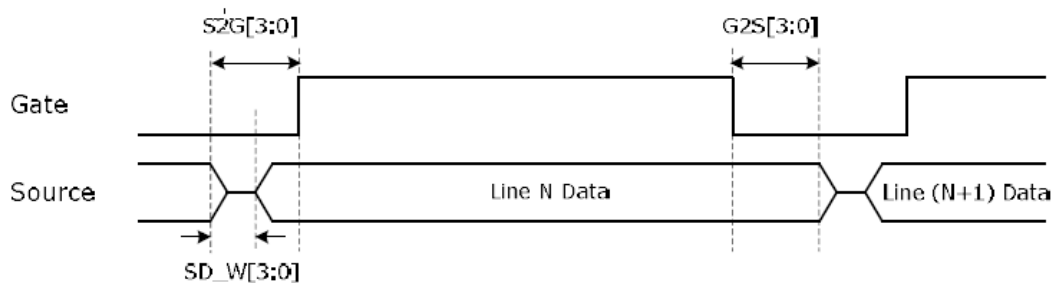 S2G[3:0]
G2S[3:0]
Gate
Source
Line N Data
Line (N+1) Data
SD_W[3:0]